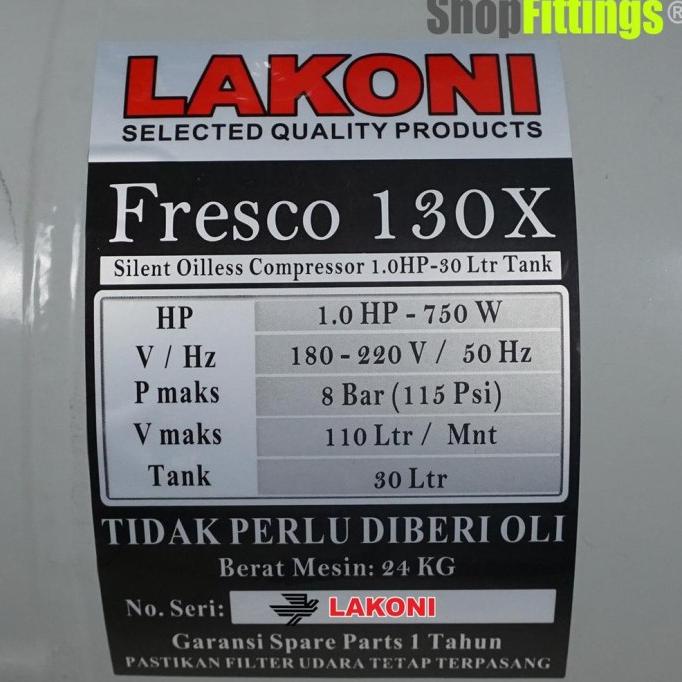 ShopFittings®
LAKONI
SELECTED QUALITY PRODUCTS
Fresco 130X
Silent Oilless Compressor 1.0HP-30 Ltr Tank
HP 1.0 HP - 750 W
V / Hz 180 - 220 V / 50 Hz
P maks 8 Bar (115 Psi)
V maks 110 Ltr / Mnt
Tank 30 Ltr
TIDAK PERLU DIBERI OLI
Berat Mesin: 24 KG
No. Seri: LAKONI
Garansi Spare Parts 1 Tahun
PASTIKAN FILTER UDARA TETAP TERPASANG